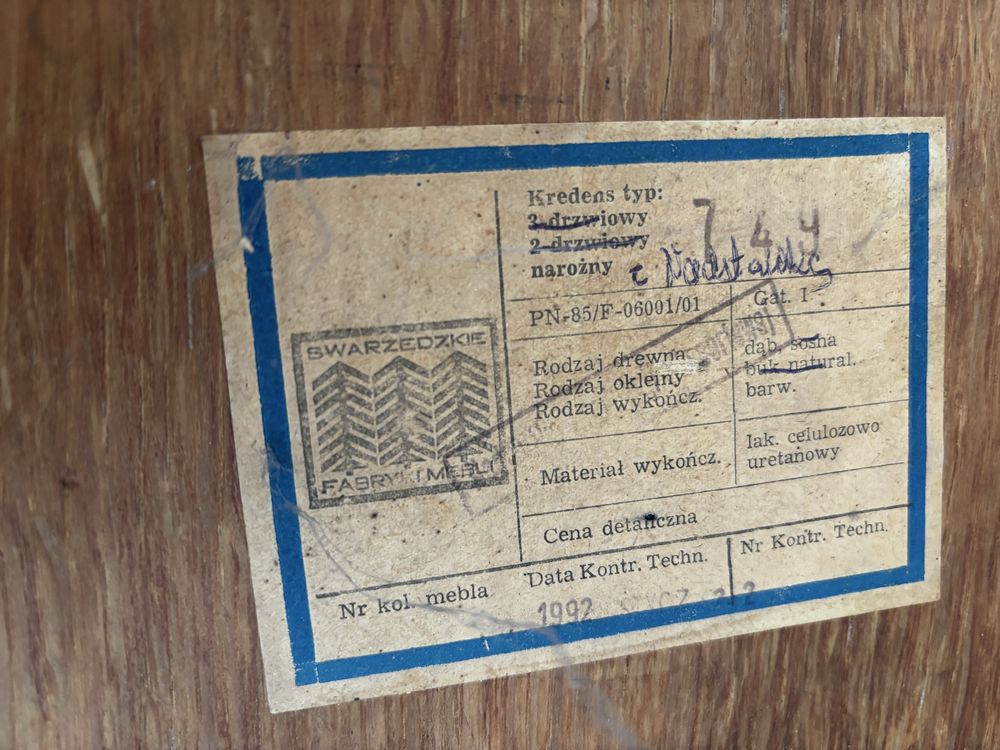 SWARZĘDZKIE
FABRYKI MEBLI
Kredens typ:
3-drzwiowy
2-drzwiowy
narożny z Nadstawką
744
PN-85/F-06001/01
Gat. I
Rodzaj drewna
Rodzaj okleiny
Rodzaj wykończ.
dąb, sosna
buk natural.
barw.
Materiał wykończ.
lak. celulozowo
uretanowy
Cena detaliczna
Nr kol. mebla
Data Kontr. Techn.
Nr Kontr. Techn.
1992 STYCZ